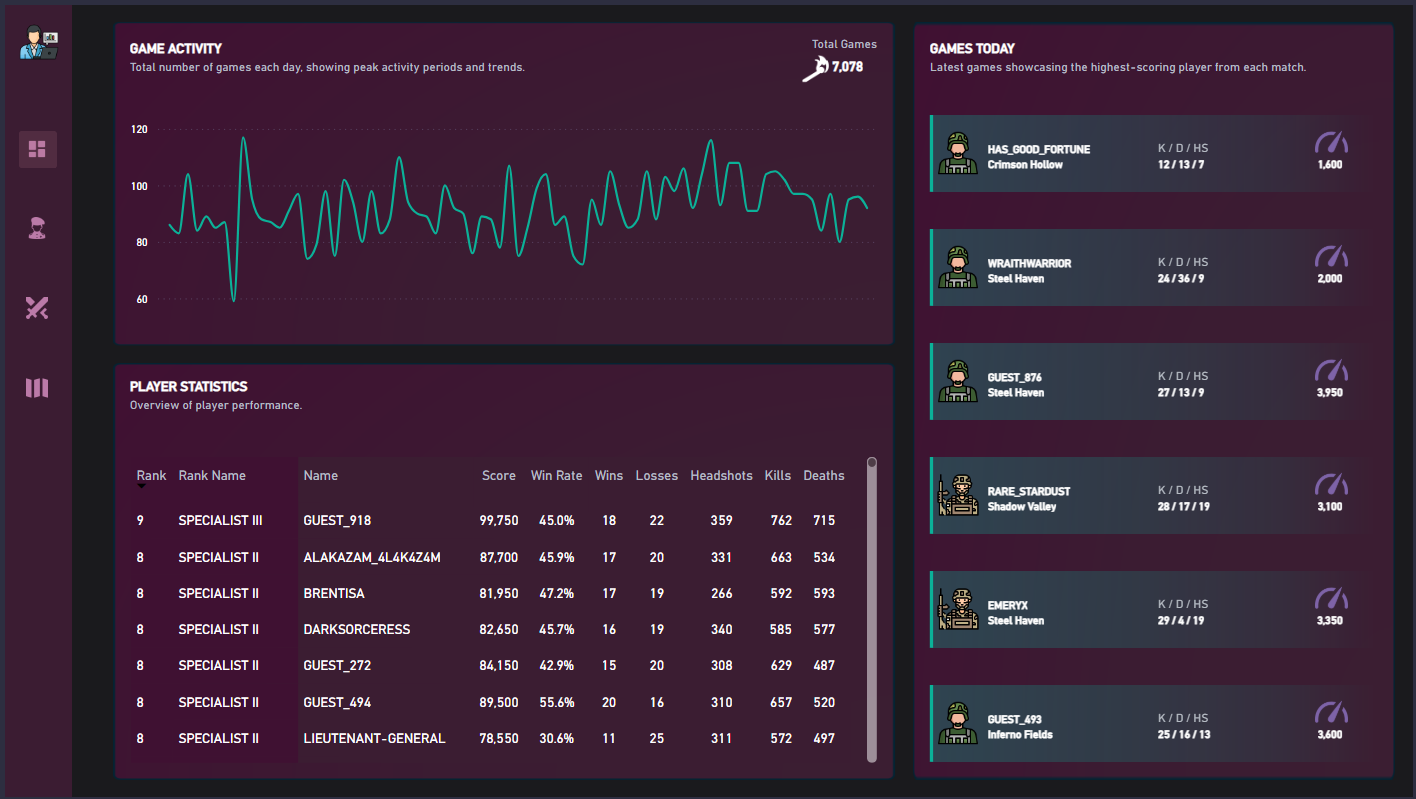 GAME ACTIVITY
Total number of games each day, showing peak activity periods and trends.
Total Games
7,078
120
100
80
60
PLAYER STATISTICS
Overview of player performance.
Rank Rank Name Name Score Win Rate Wins Losses Headshots Kills Deaths
9 SPECIALIST III GUEST_918 99,750 45.0% 18 22 359 762 715
8 SPECIALIST II ALAKAZAM_4L4K4Z4M 87,700 45.9% 17 20 331 663 534
8 SPECIALIST II BRENTISA 81,950 47.2% 17 19 266 592 593
8 SPECIALIST II DARKSORCERESS 82,650 45.7% 16 19 340 585 577
8 SPECIALIST II GUEST_272 84,150 42.9% 15 20 308 629 487
8 SPECIALIST II GUEST_494 89,500 55.6% 20 16 310 657 520
8 SPECIALIST II LIEUTENANT-GENERAL 78,550 30.6% 11 25 311 572 497
GAMES TODAY
Latest games showcasing the highest-scoring player from each match.
HAS_GOOD_FORTUNE K / D / HS
Crimson Hollow 12 / 13 / 7 1,600
WRAITHWARRIOR K / D / HS
Steel Haven 24 / 36 / 9 2,000
GUEST_876 K / D / HS
Steel Haven 27 / 13 / 9 3,950
RARE_STARDUST K / D / HS
Shadow Valley 28 / 17 / 19 3,100
EMERYX K / D / HS
Steel Haven 29 / 4 / 19 3,350
GUEST_493 K / D / HS
Inferno Fields 25 / 16 / 13 3,600